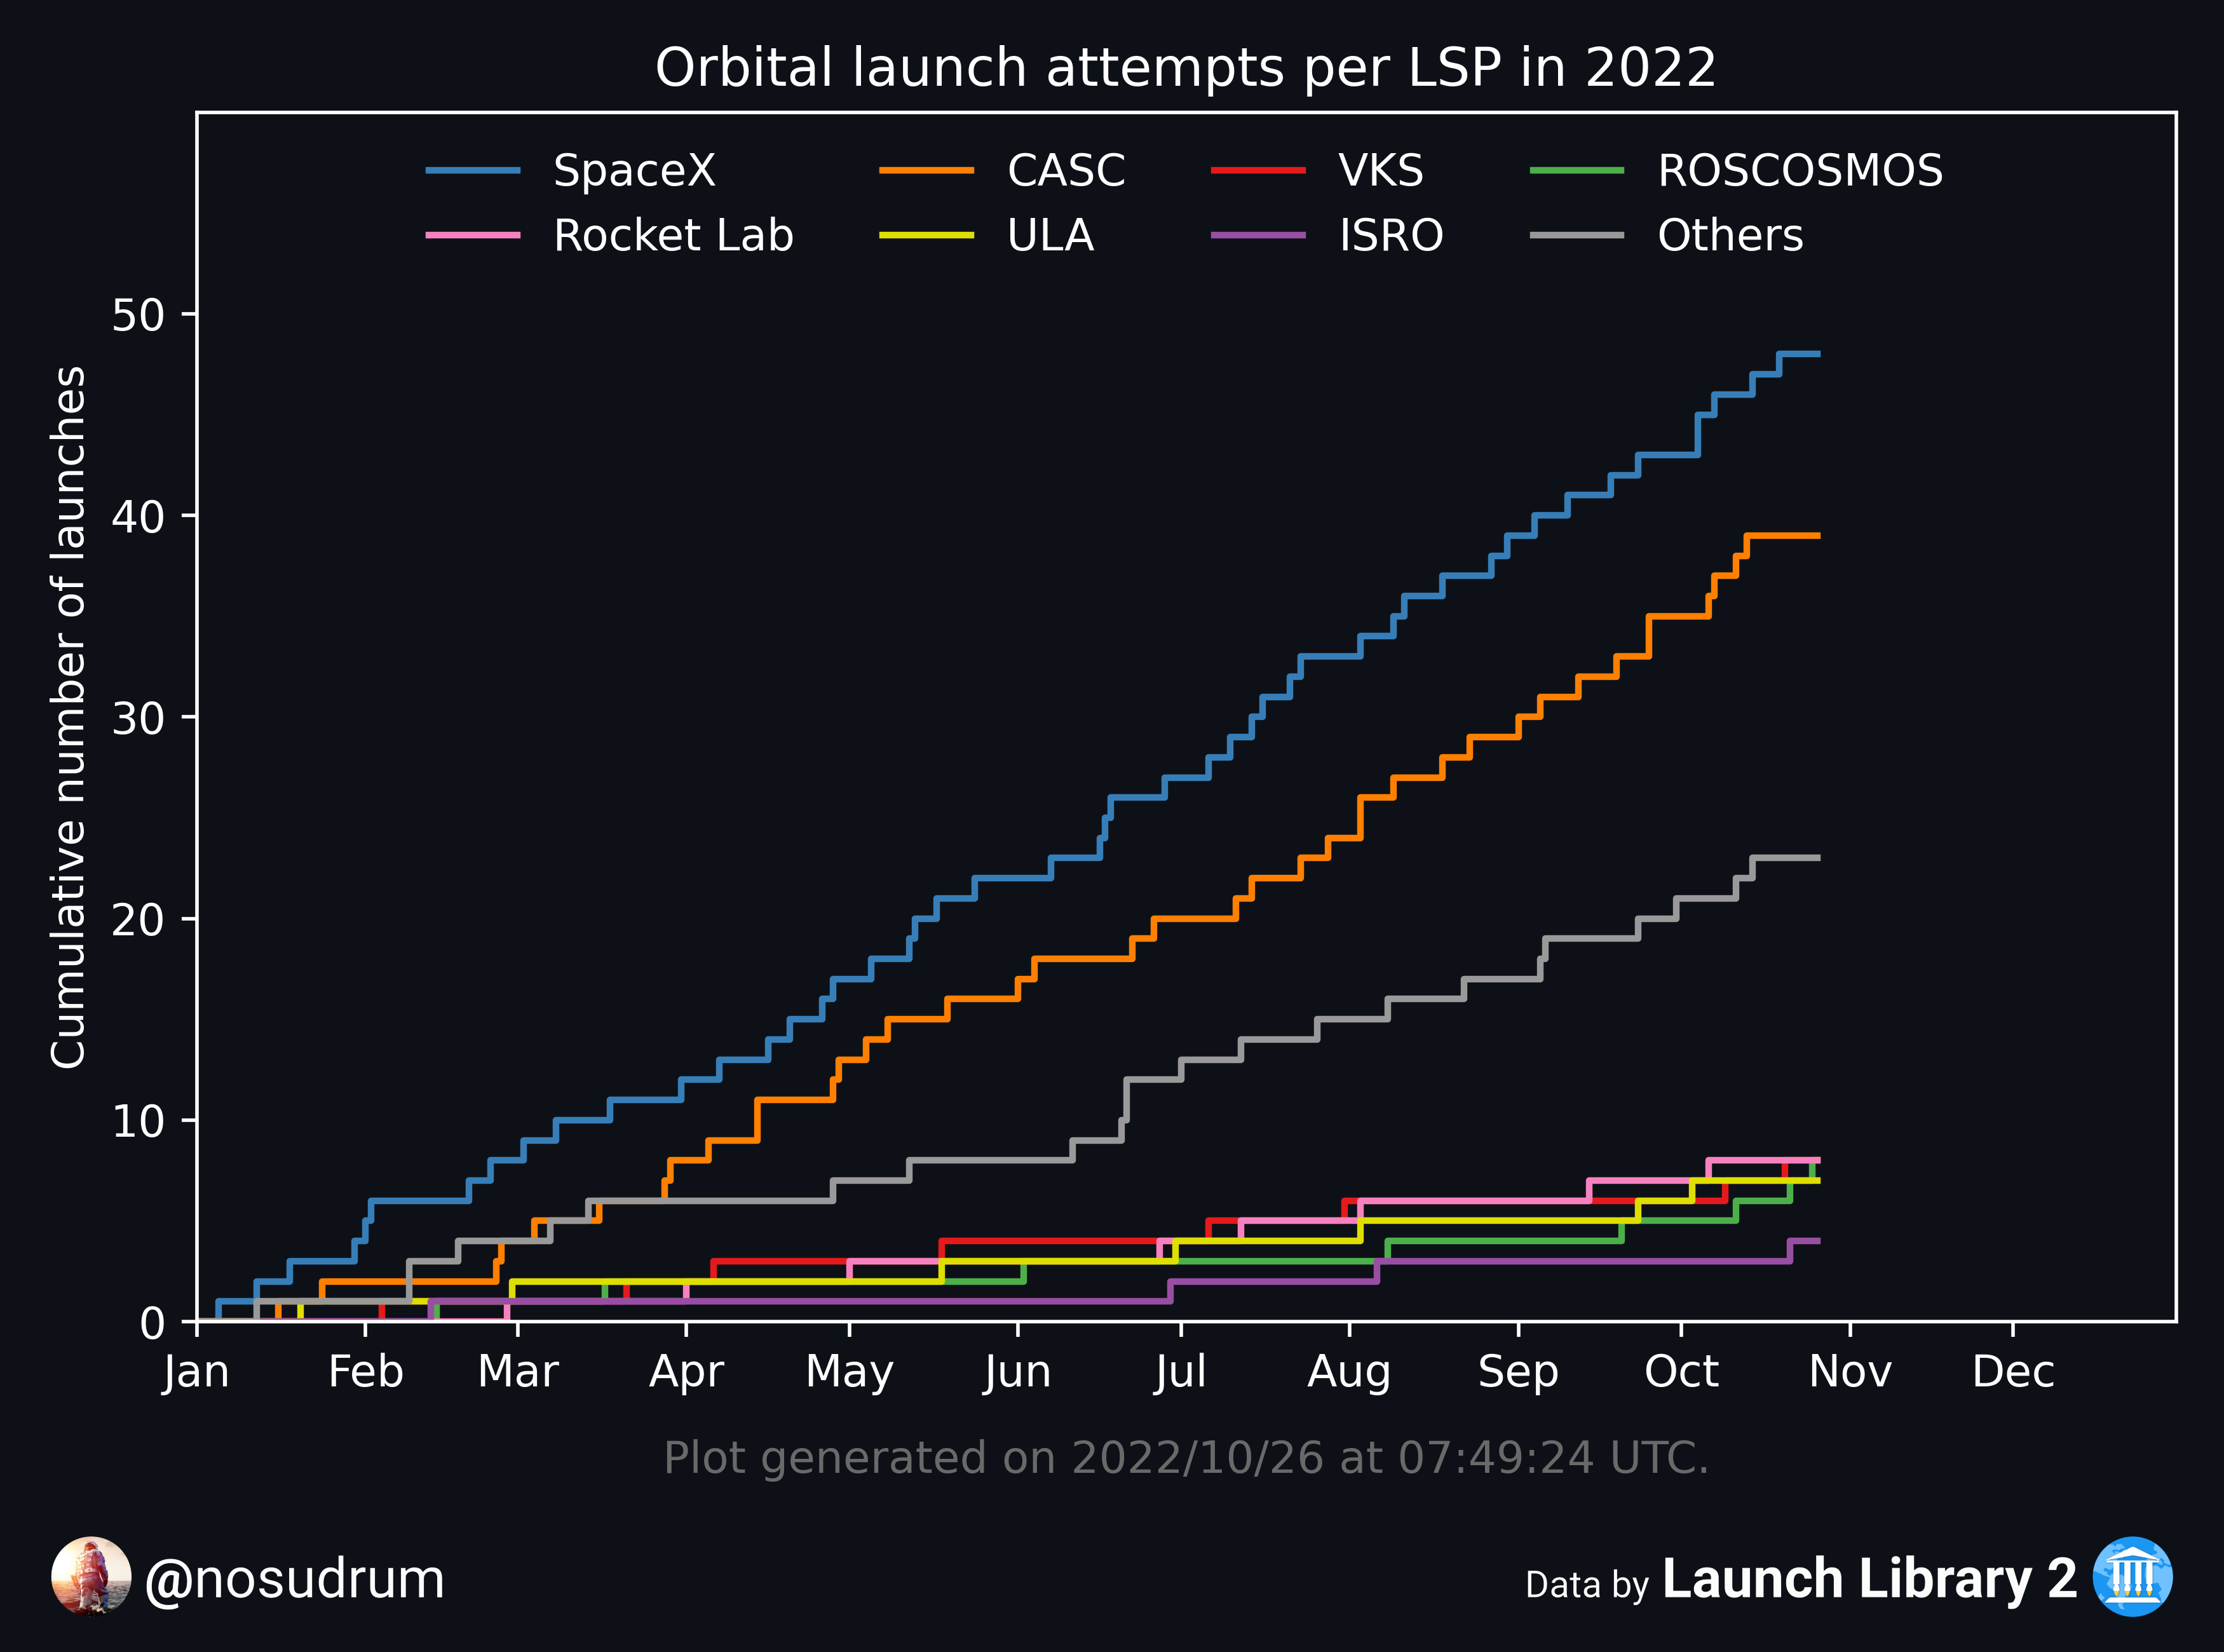 Orbital launch attempts per LSP in 2022
SpaceX CASC VKS ROSCOSMOS
Rocket Lab ULA ISRO Others
Cumulative number of launches
50
40
30
20
10
0
Jan Feb Mar Apr May Jun Jul Aug Sep Oct Nov Dec
Plot generated on 2022/10/26 at 07:49:24 UTC.
@nosudrum
Data by Launch Library 2